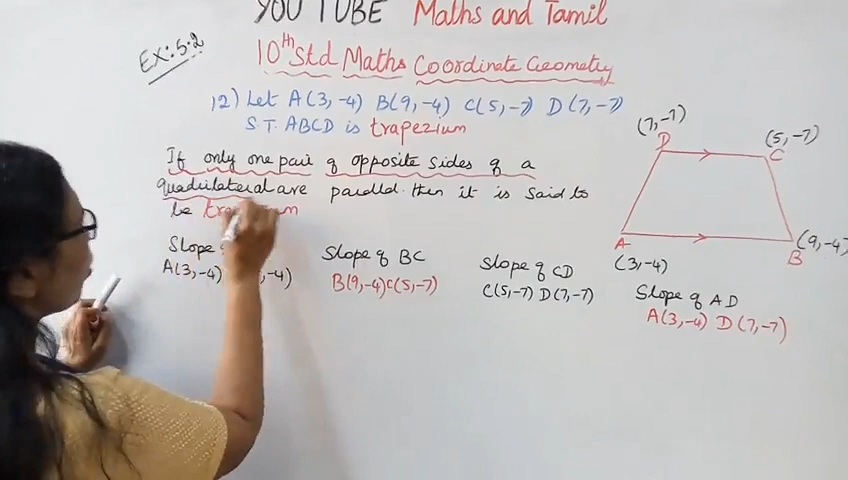 YOU TUBE Maths and Tamil
EX:5.2
10th Std Maths Coordinate Geometry
12) Let A(3,-4) B(9,-4) C(5,-7) D(7,-7)
S.T. ABCD is trapezium
If only one pair of opposite sides of a
quadrilateral are parallel then it is said to
be
(7,-7)
D
(5,-7)
C
A
(3,-4)
(9,-4)
B
Slope
A(3,-4) ,-4)
Slope of BC
B(9,-4) C(5,-7)
Slope of CD
C(5,-7) D(7,-7)
Slope of AD
A(3,-4) D(7,-7)